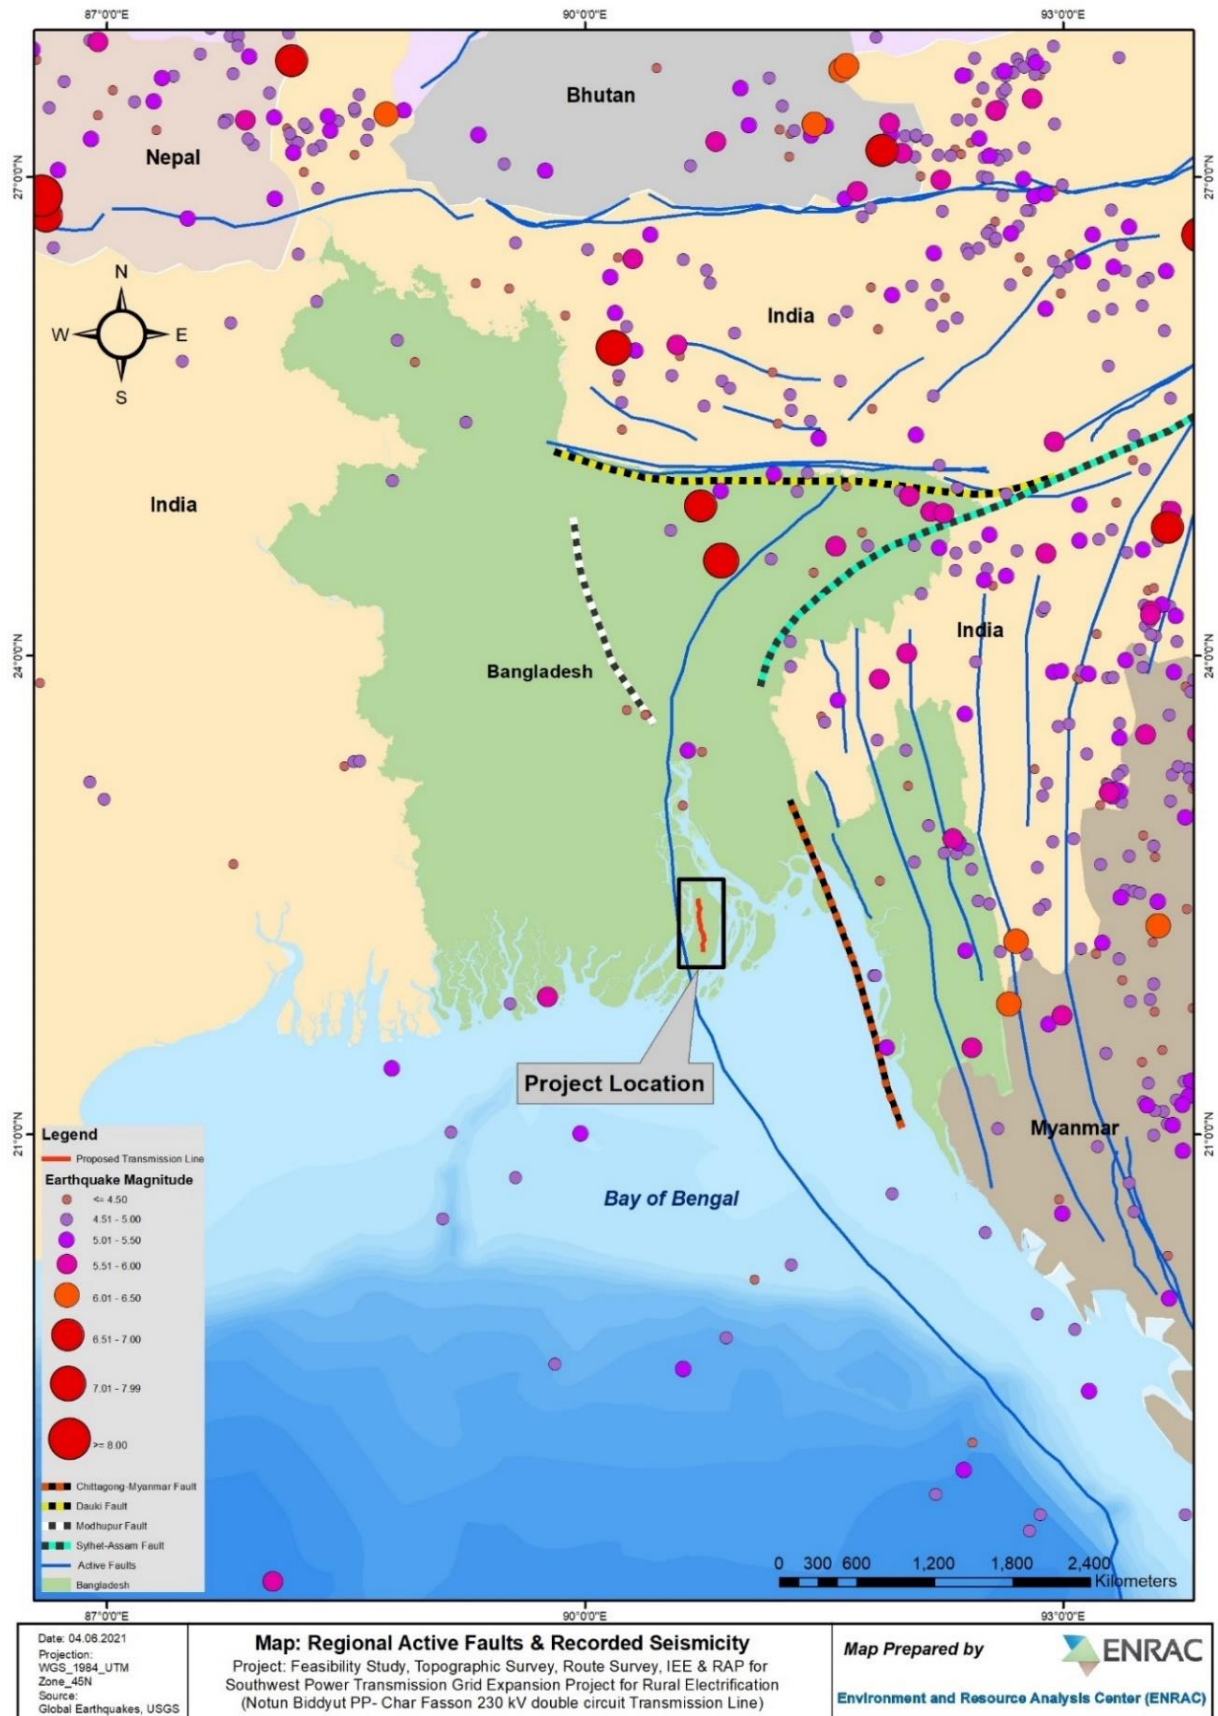 87°0'0"E
90°0'0"E
93°0'0"E
Bhutan
Nepal
27°0'0"N
27°0'0"N
N
W
E
S
India
India
Bangladesh
India
24°0'0"N
24°0'0"N
Project Location
Myanmar
21°0'0"N
21°0'0"N
Bay of Bengal
Legend
Proposed Transmission Line
Earthquake Magnitude
<= 4.50
4.51 - 5.00
5.01 - 5.50
5.51 - 6.00
6.01 - 6.50
6.51 - 7.00
7.01 - 7.99
>= 8.00
Chittagong-Myanmar Fault
Dauki Fault
Modhupur Fault
Sythet-Assam Fault
Active Faults
Bangladesh
0 300 600 1,200 1,800 2,400
Kilometers
87°0'0"E
90°0'0"E
93°0'0"E
Date: 04.06.2021
Projection:
WGS_1984_UTM
Zone_45N
Source:
Global Earthquakes, USGS
Map: Regional Active Faults & Recorded Seismicity
Project: Feasibility Study, Topographic Survey, Route Survey, IEE & RAP for
Southwest Power Transmission Grid Expansion Project for Rural Electrification
(Notun Biddyut PP- Char Fasson 230 kV double circuit Transmission Line)
Map Prepared by
ENRAC
Environment and Resource Analysis Center (ENRAC)